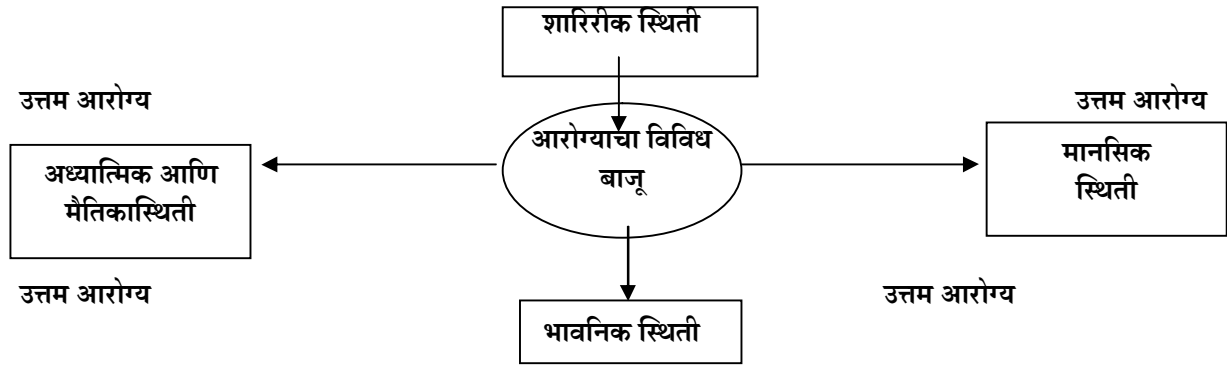 शारिरीक स्थिती
उत्तम आरोग्य
उत्तम आरोग्य
आरोग्याचा विविध
बाजू
अध्यात्मिक आणि
मैतिकास्थिती
मानसिक
स्थिती
उत्तम आरोग्य
उत्तम आरोग्य
भावनिक स्थिती